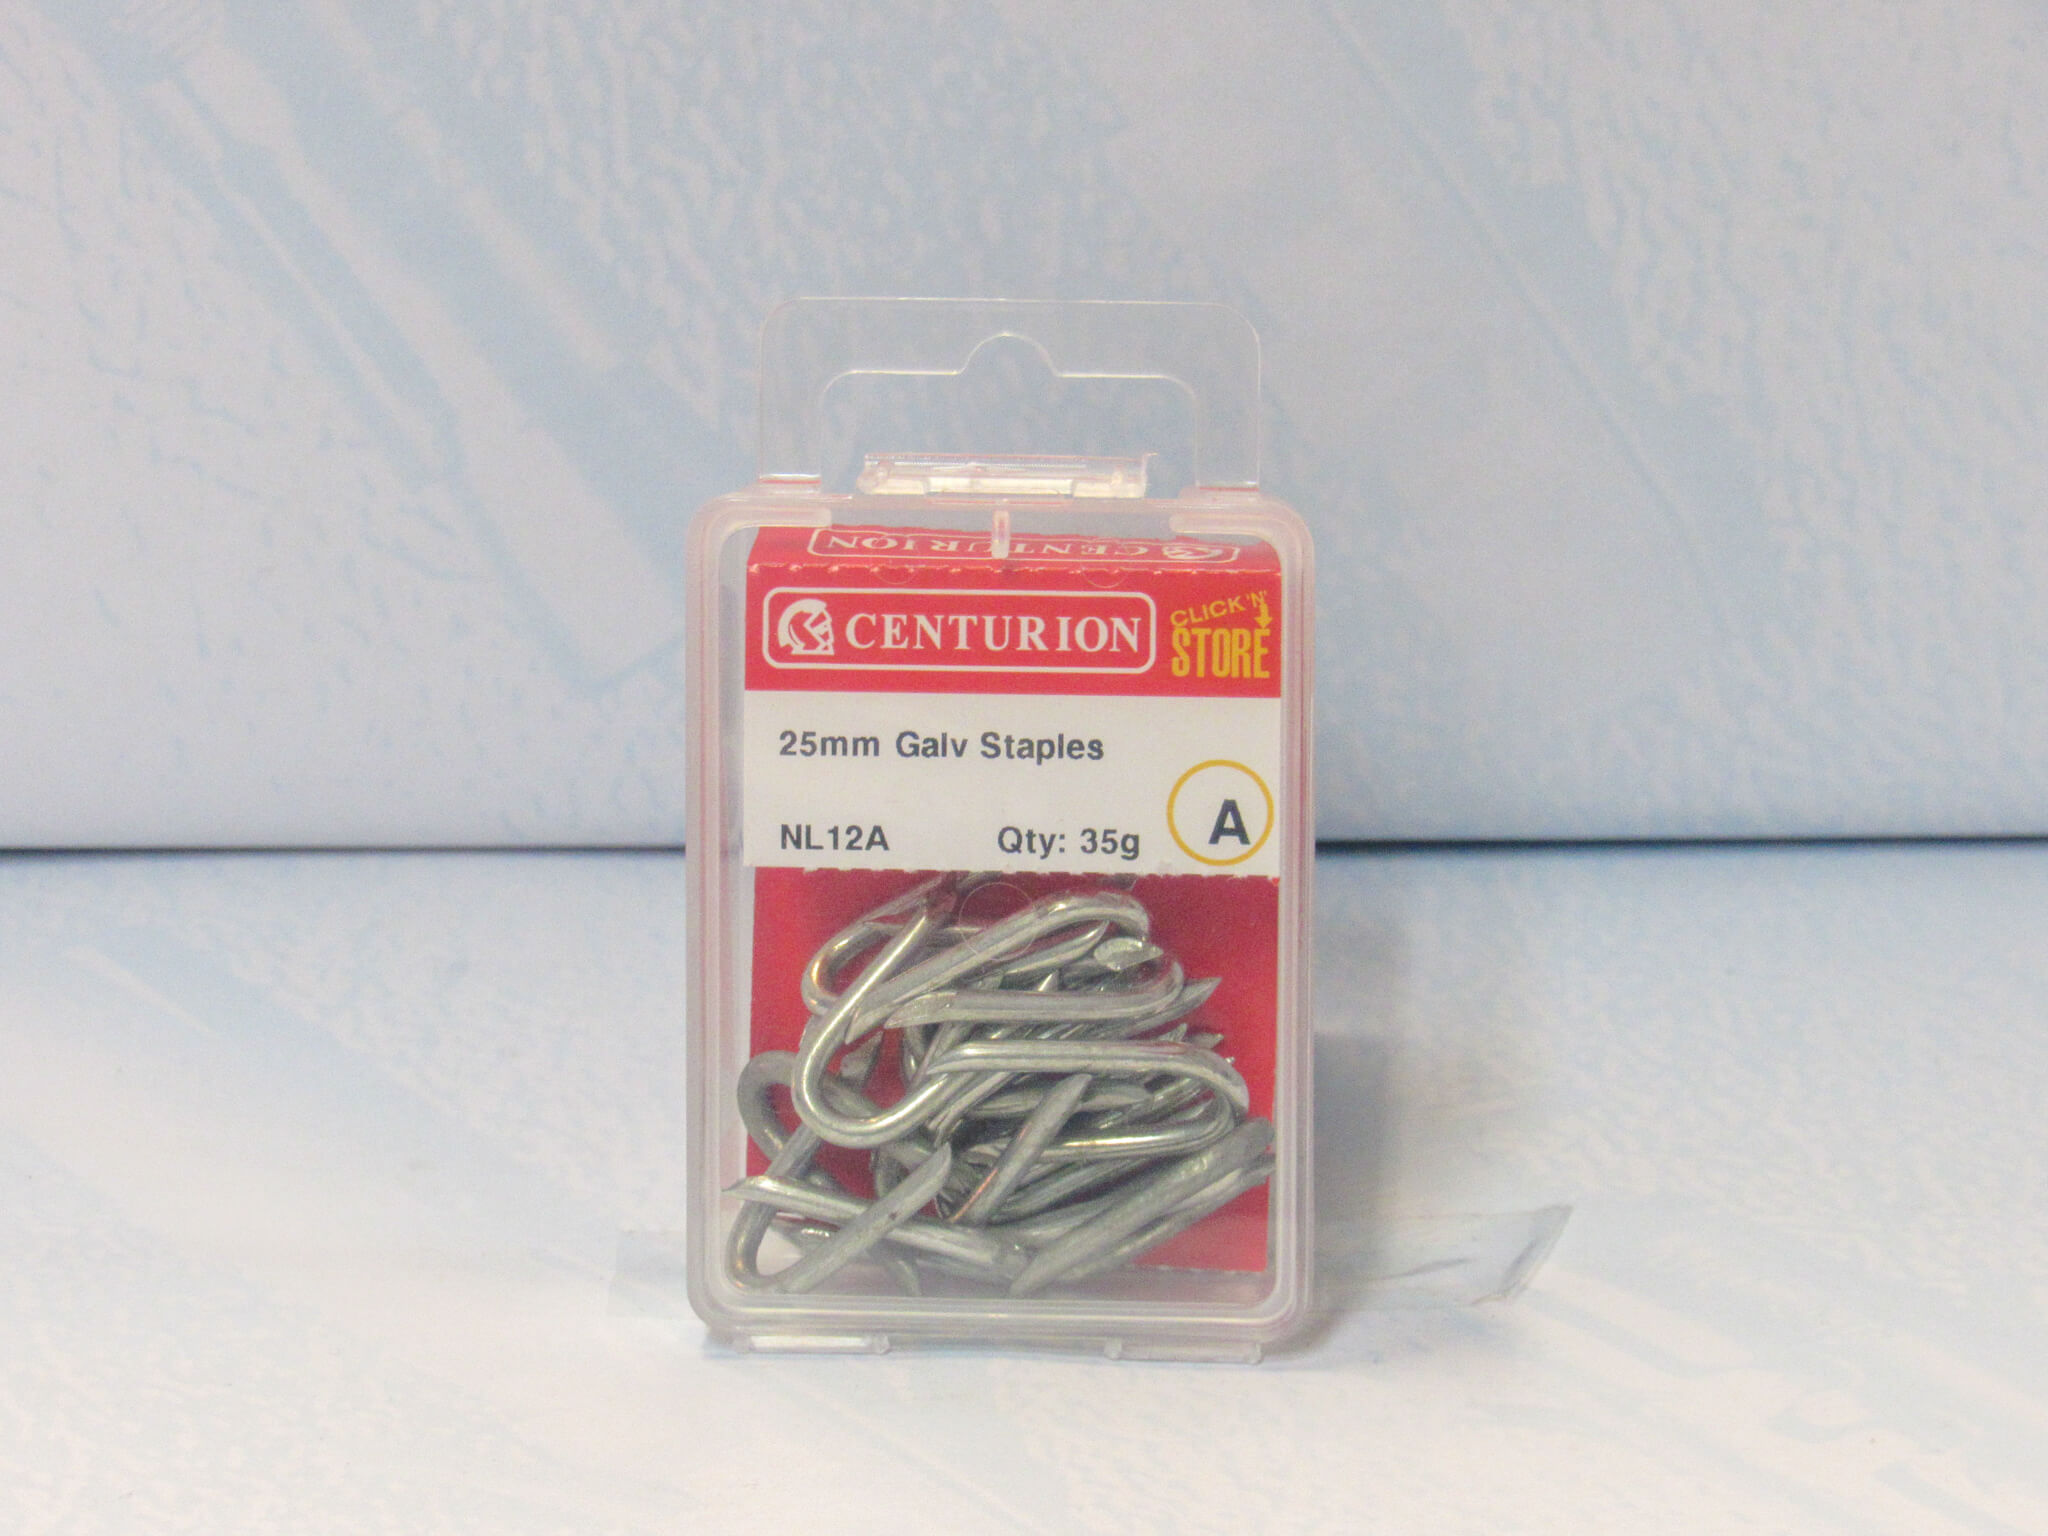 CENTURION
CENTURION
CLICK 'N'
STORE
25mm Galv Staples
NL12A Qty: 35g
A